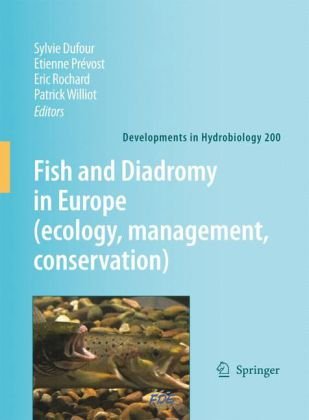 Sylvie Dufour
Etienne Prévost
Eric Rochard
Patrick Williot
Editors
Developments in Hydrobiology 200
Fish and Diadromy
in Europe
(ecology, management,
conservation)
Springer